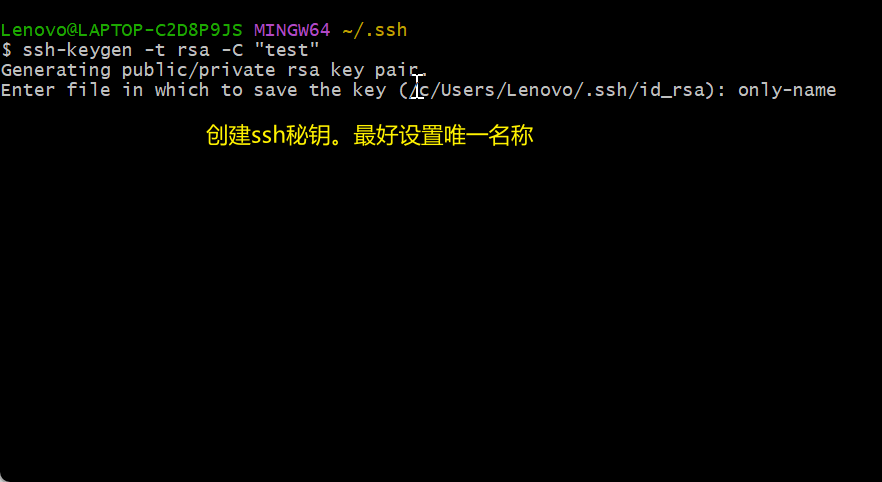 Lenovo@LAPTOP-C2D8P9JS MINGW64 ~/.ssh
$ ssh-keygen -t rsa -C "test"
Generating public/private rsa key pair.
Enter file in which to save the key (/c/Users/Lenovo/.ssh/id_rsa): only-name
创建ssh秘钥。最好设置唯一名称